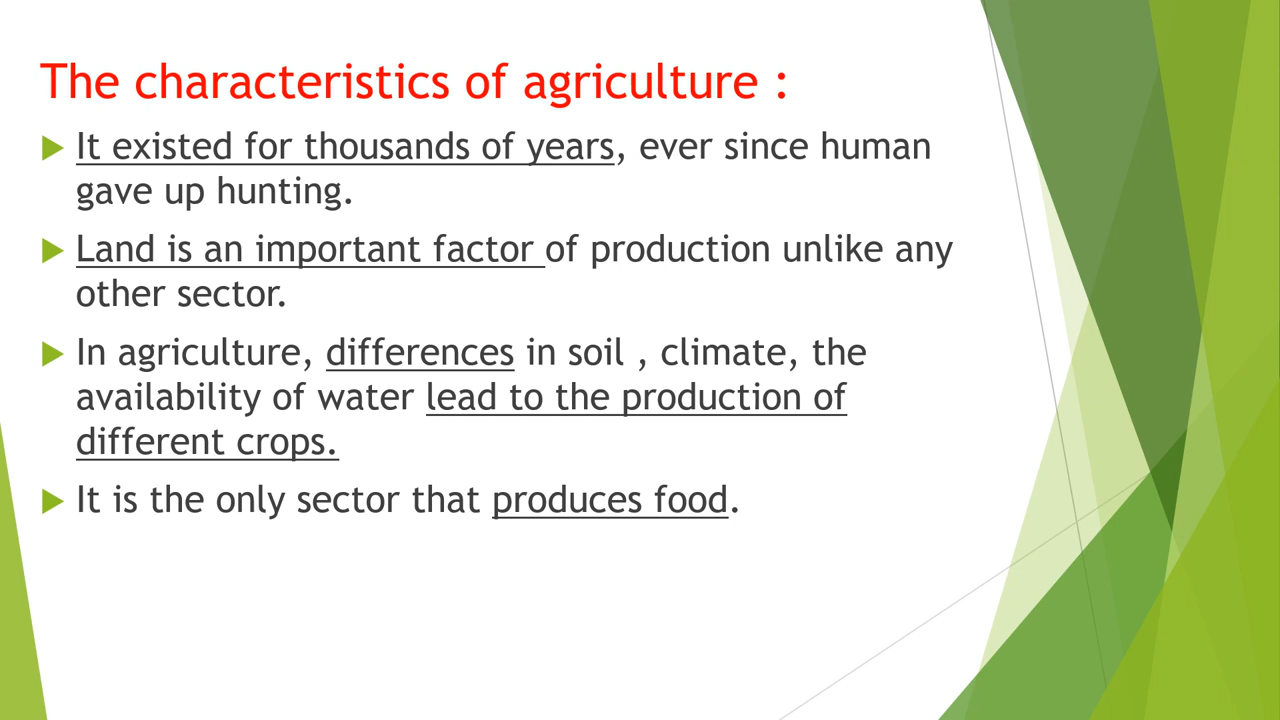 The characteristics of agriculture :
It existed for thousands of years, ever since human
gave up hunting.
Land is an important factor of production unlike any
other sector.
In agriculture, differences in soil , climate, the
availability of water lead to the production of
different crops.
It is the only sector that produces food.